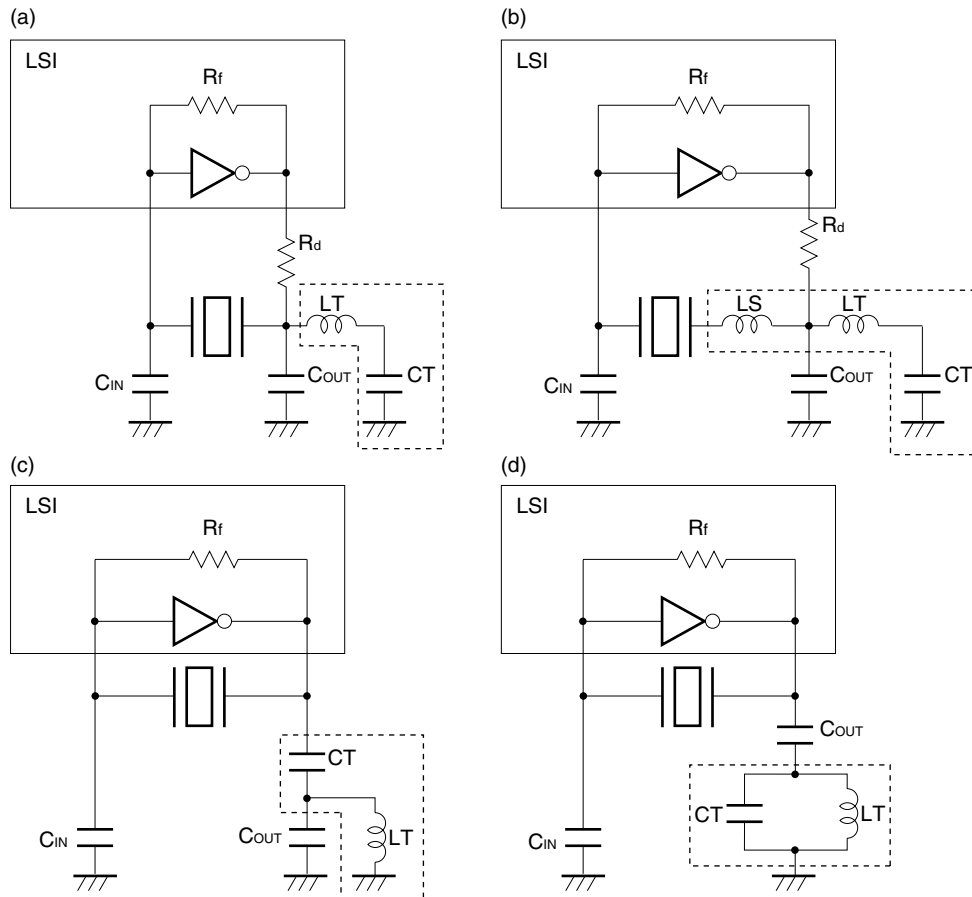 (a)
LSI
Rf
Rd
LT
CIN
COUT
CT
(b)
LSI
Rf
Rd
LS
LT
CIN
COUT
CT
(c)
LSI
Rf
CT
CIN
COUT
LT
(d)
LSI
Rf
COUT
CT
LT
CIN